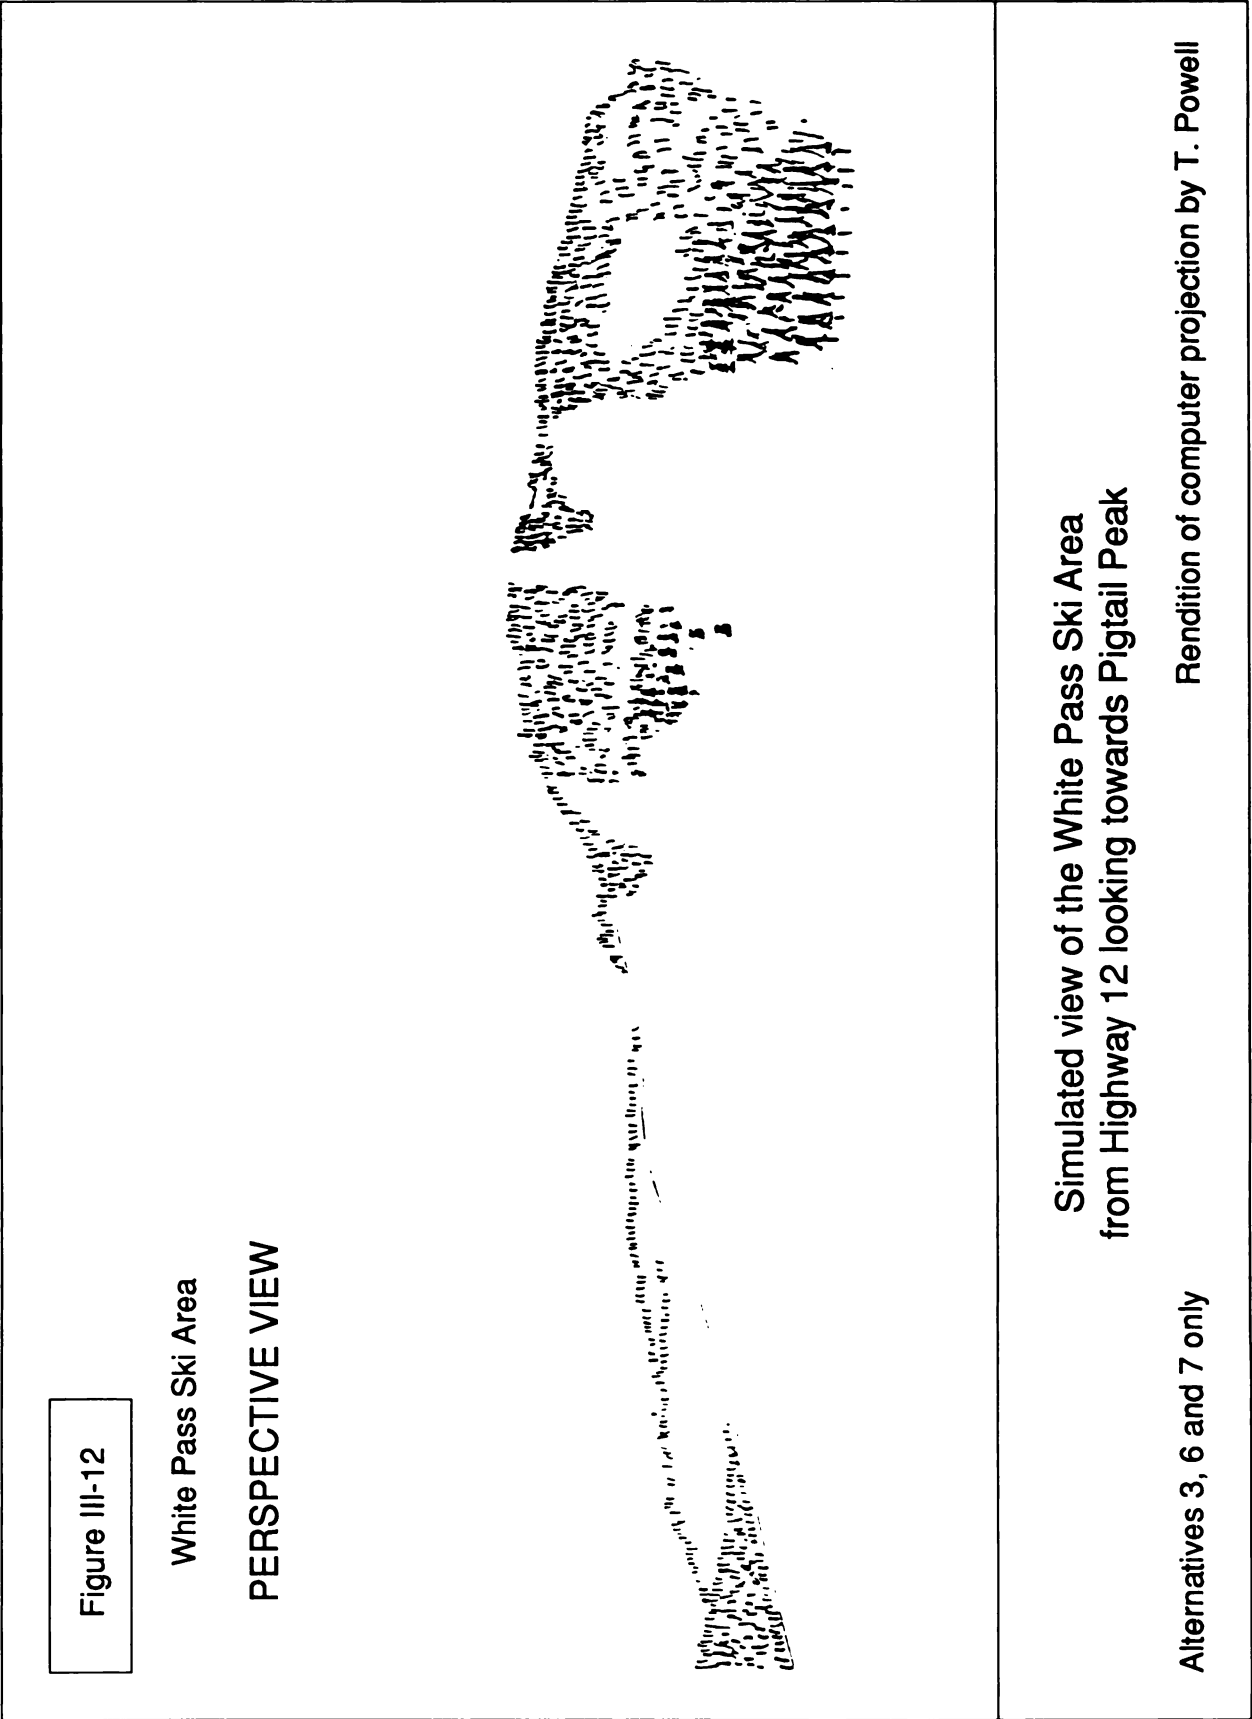 Figure III-12
White Pass Ski Area
PERSPECTIVE VIEW
Simulated view of the White Pass Ski Area
from Highway 12 looking towards Pigtail Peak
Alternatives 3, 6 and 7 only
Rendition of computer projection by T. Powell